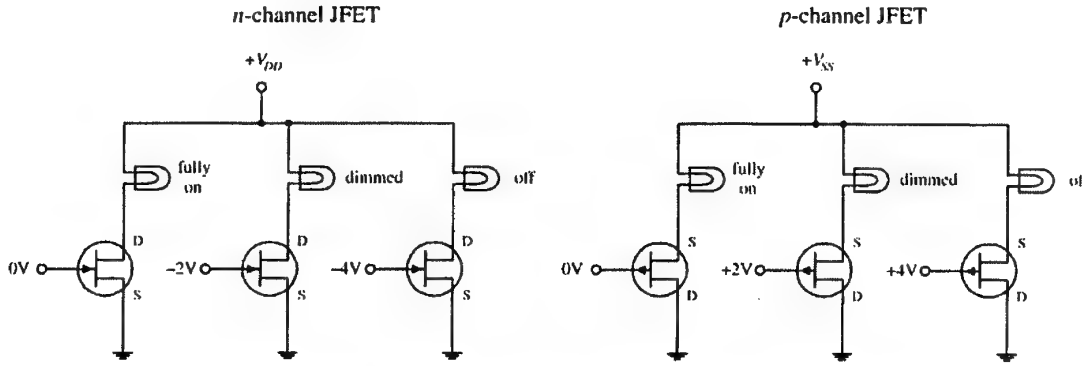 n-channel JFET
+V_DD
fully
on
dimmed
off
D
D
D
0V
−2V
−4V
S
S
S
p-channel JFET
+V_SS
fully
on
dimmed
of
S
S
S
0V
+2V
+4V
D
D
D